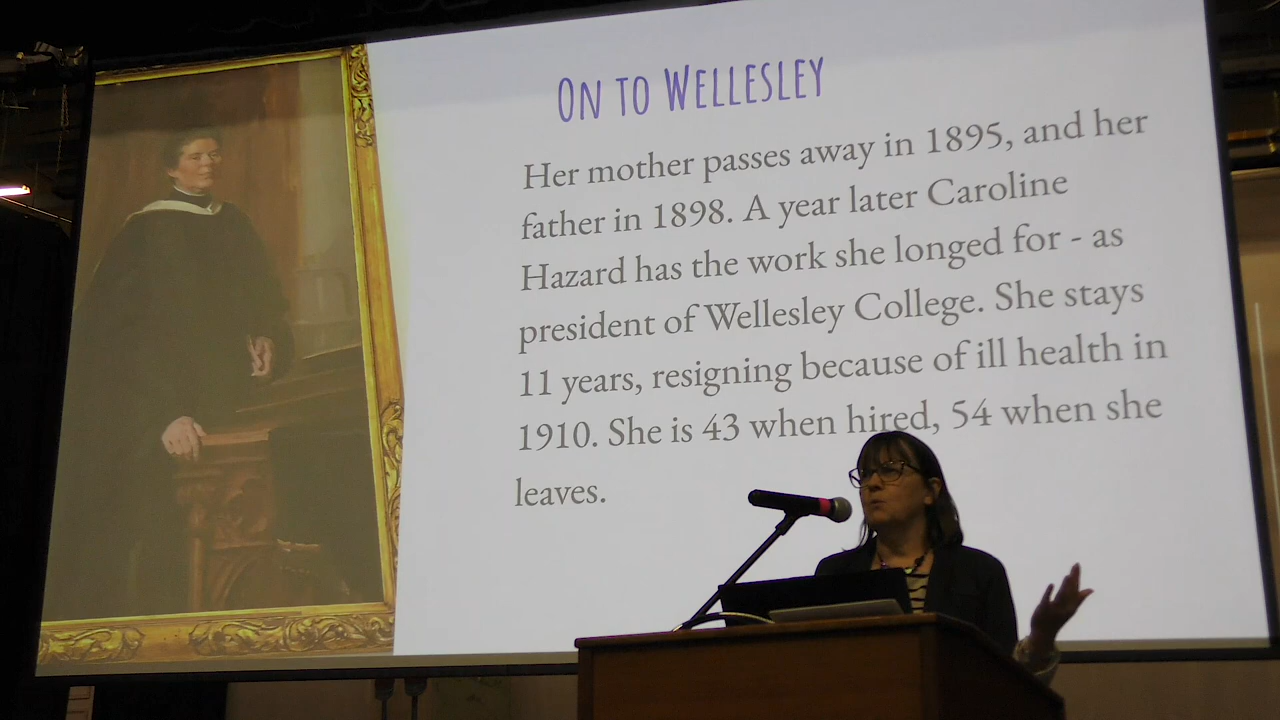 On to Wellesley
Her mother passes away in 1895, and her
father in 1898. A year later Caroline
Hazard has the work she longed for - as
president of Wellesley College. She stays
11 years, resigning because of ill health in
1910. She is 43 when hired, 54 when she
leaves.